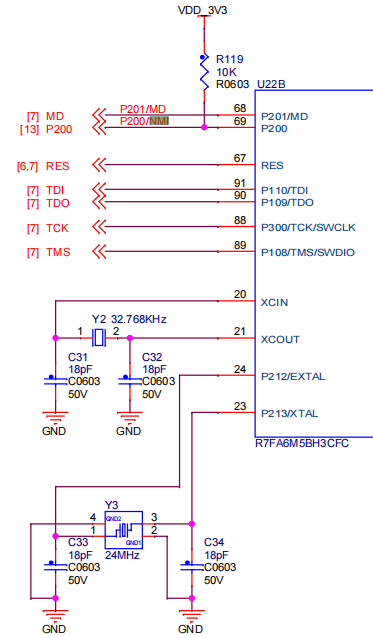 VDD_3V3
R119
10K
R0603
U22B
[7] MD P201/MD 68 P201/MD
[13] P200 P200/NMI 69 P200
[6,7] RES 67 RES
[7] TDI 91 P110/TDI
[7] TDO 90 P109/TDO
[7] TCK 88 P300/TCK/SWCLK
[7] TMS 89 P108/TMS/SWDIO
20 XCIN
Y2 32.768KHz
1 2 21 XCOUT
C31
18pF
C0603
50V
C32
18pF
C0603
50V
24 P212/EXTAL
23 P213/XTAL
GND
GND
R7FA6M5BH3CFC
Y3
4 GND2 3
1 GND1 2
24MHz
C33
18pF
C0603
50V
C34
18pF
C0603
50V
GND
GND